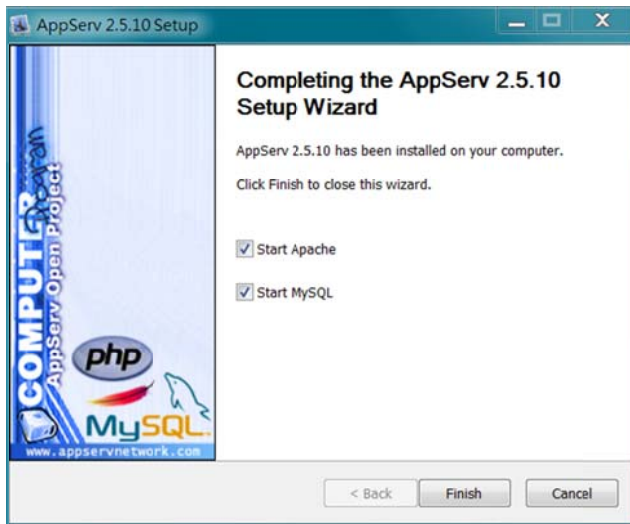 AppServ 2.5.10 Setup
COMPUTER
Program
AppServ Open Project
php
MySQL
www.appservnetwork.com
Completing the AppServ 2.5.10
Setup Wizard
AppServ 2.5.10 has been installed on your computer.
Click Finish to close this wizard.
Start Apache
Start MySQL
< Back
Finish
Cancel